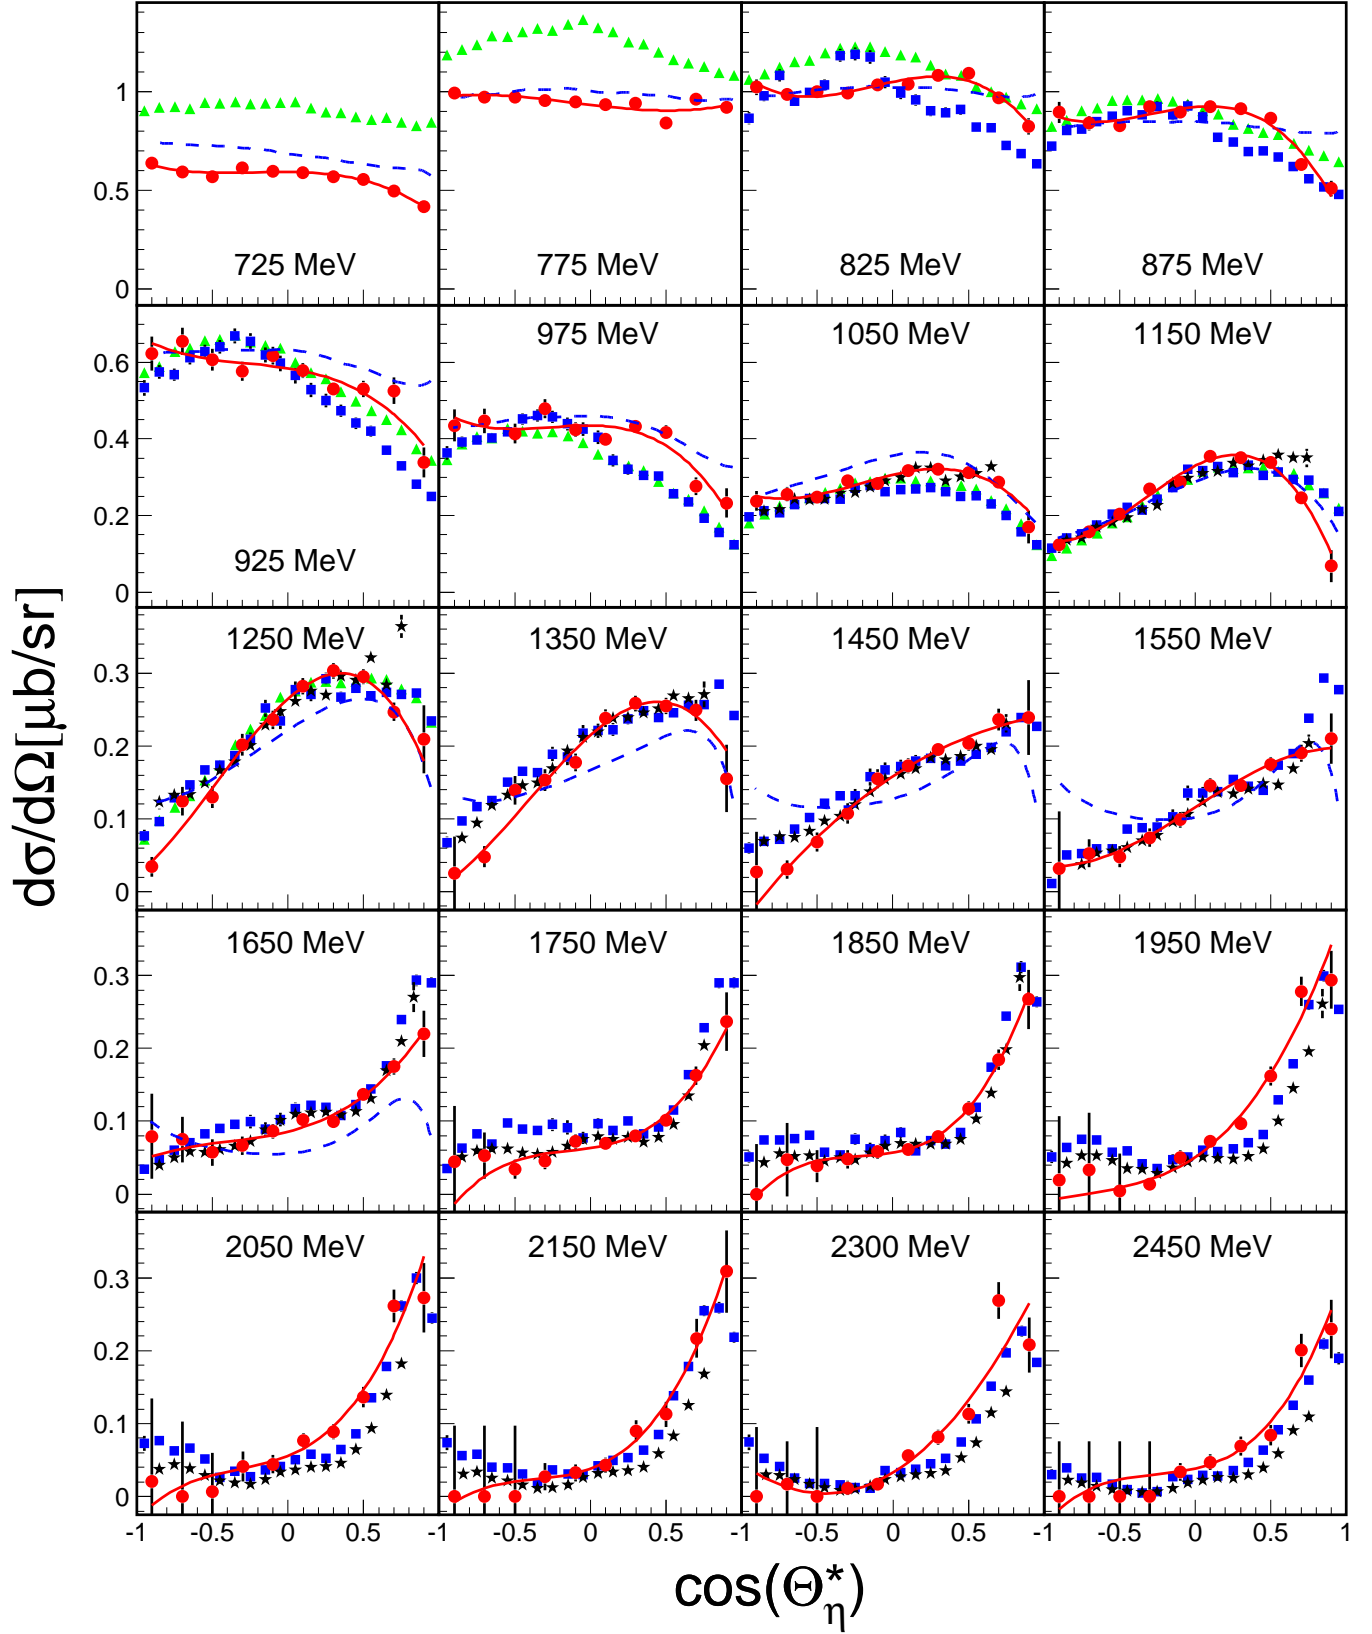 1
0.5
0
725 MeV
775 MeV
825 MeV
875 MeV
0.6
0.4
0.2
0
925 MeV
975 MeV
1050 MeV
1150 MeV
dσ/dΩ[μb/sr]
0.3
0.2
0.1
0
1250 MeV
1350 MeV
1450 MeV
1550 MeV
0.3
0.2
0.1
0
1650 MeV
1750 MeV
1850 MeV
1950 MeV
0.3
0.2
0.1
0
2050 MeV
2150 MeV
2300 MeV
2450 MeV
-1 -0.5 0 0.5 -1 -0.5 0 0.5 -1 -0.5 0 0.5 -1 -0.5 0 0.5 1
cos(Θ*η)